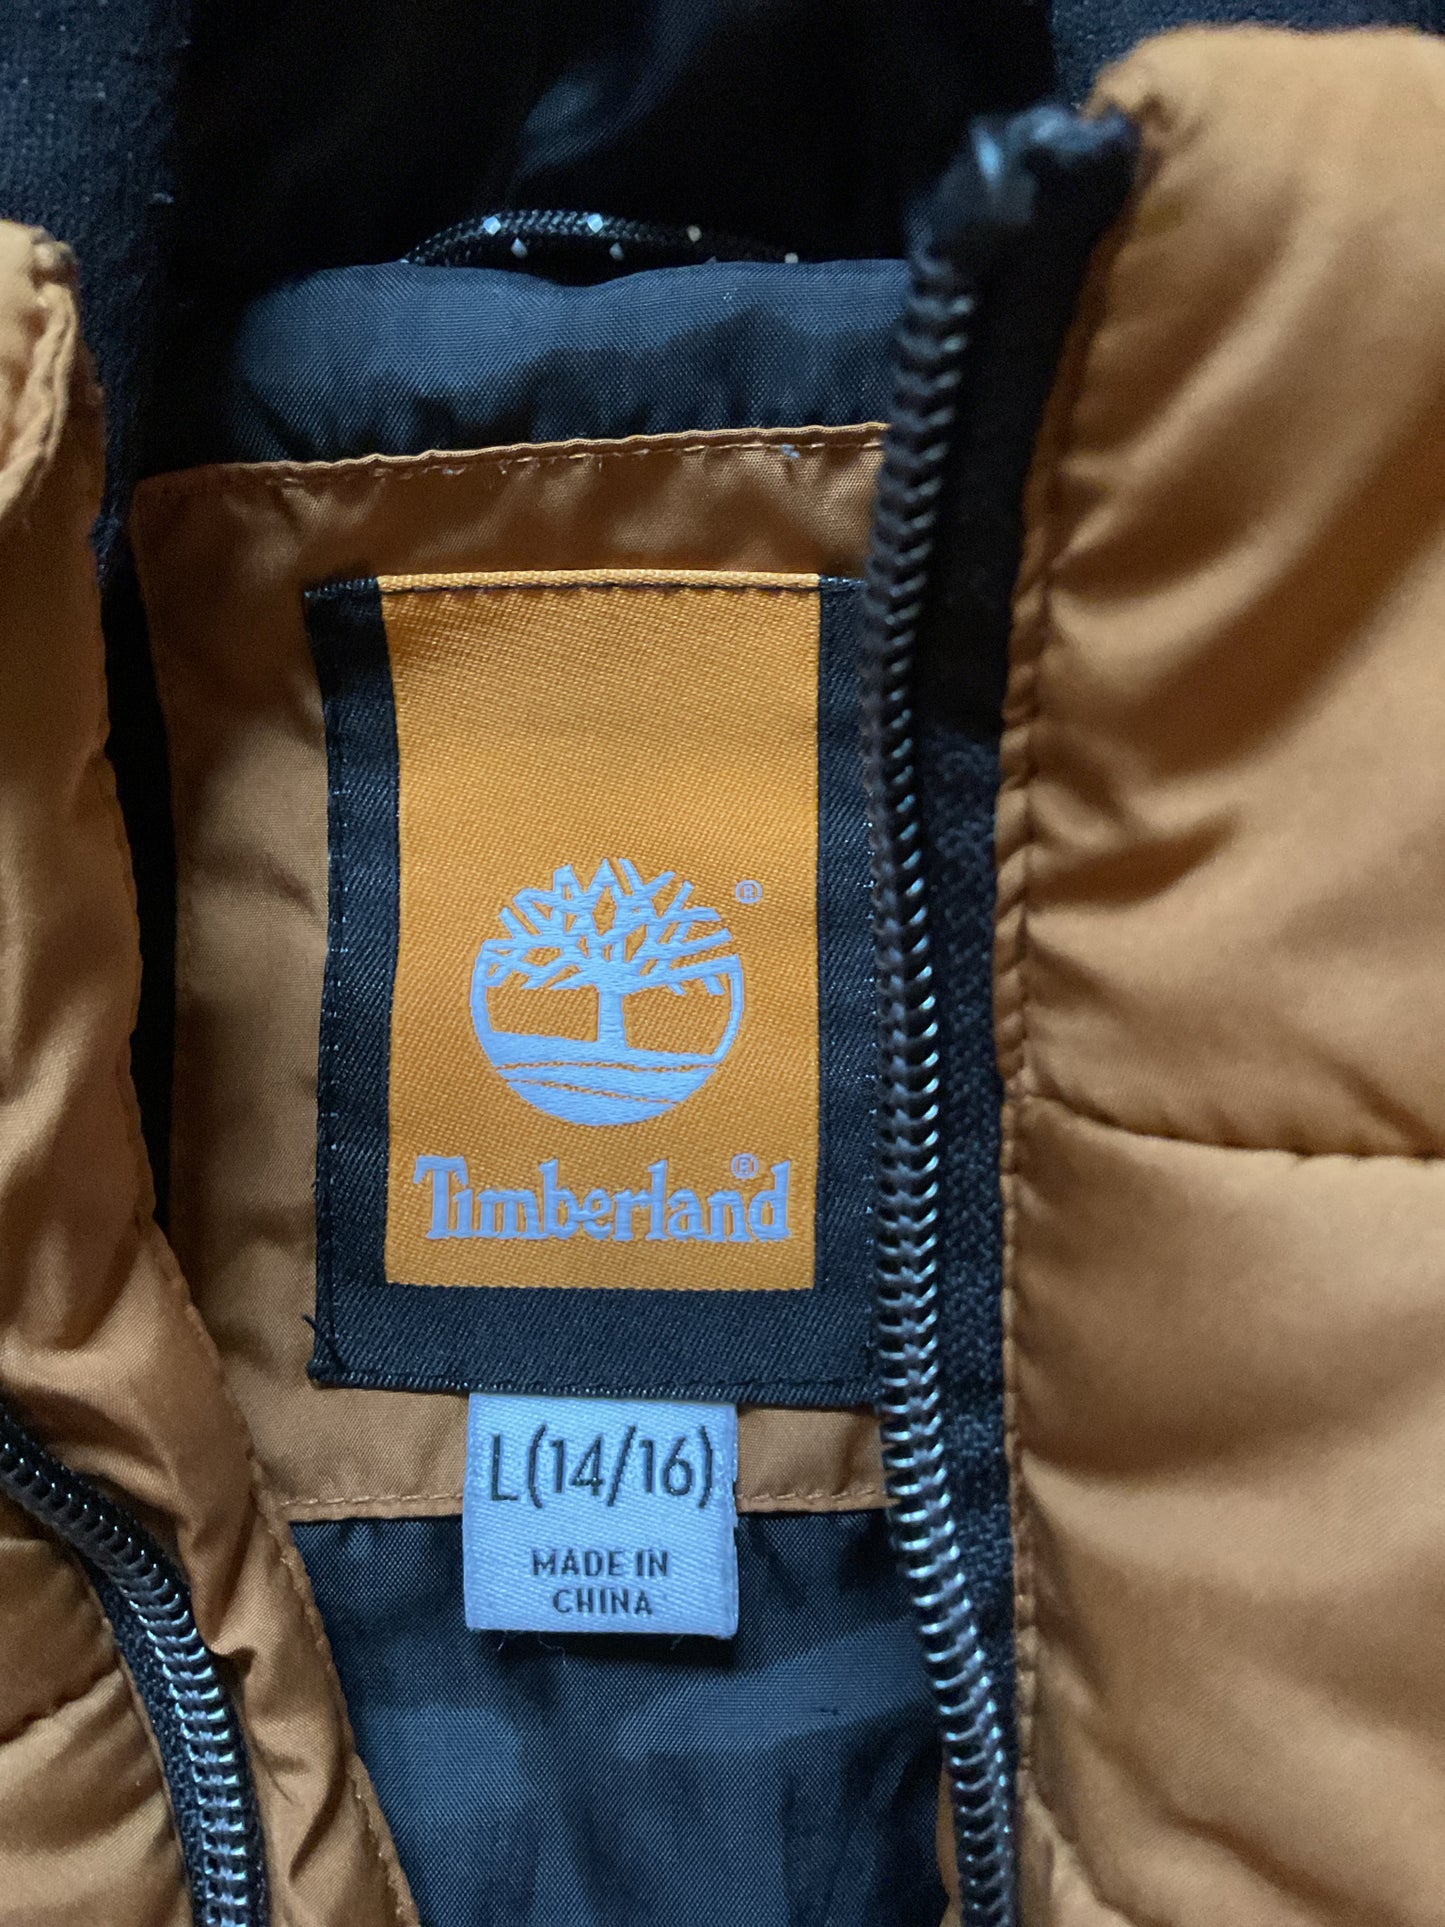 ®
Timberland®
L(14/16)
MADE IN
CHINA